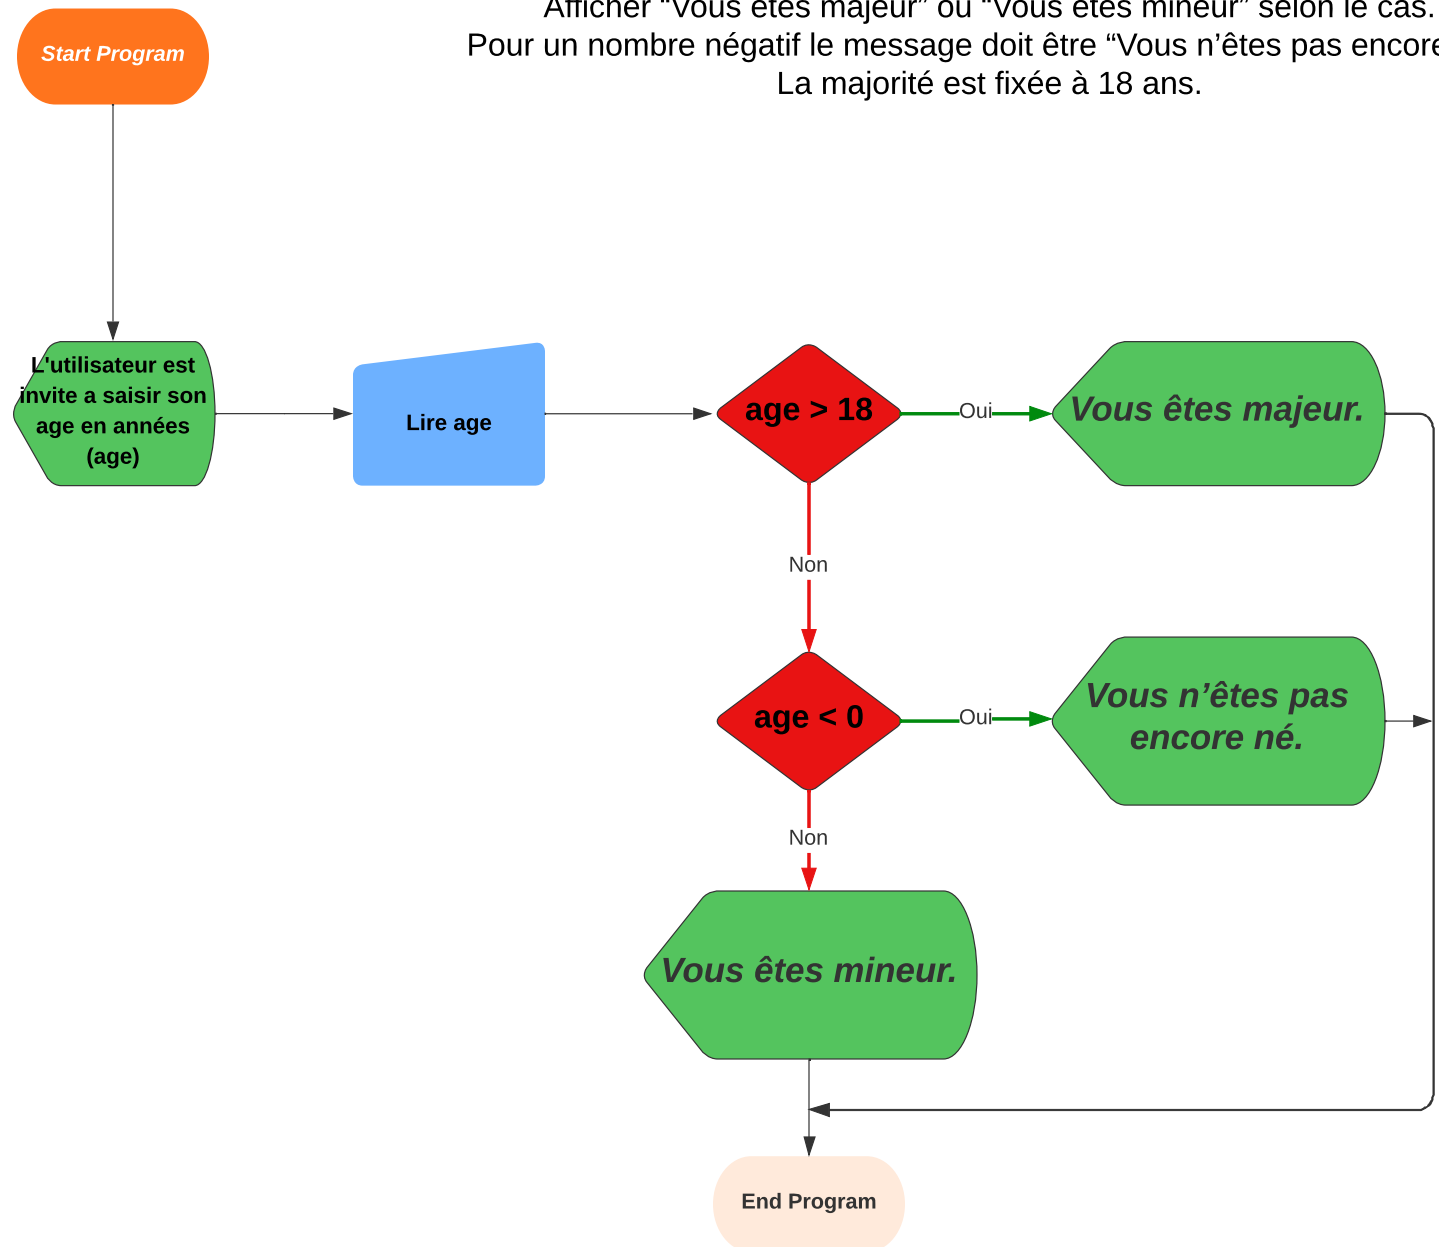 Afficher “Vous êtes majeur” ou “Vous êtes mineur” selon le cas.
Pour un nombre négatif le message doit être “Vous n’êtes pas encore
La majorité est fixée à 18 ans.
Start Program
L'utilisateur est
invite a saisir son
age en années
(age)
Lire age
age > 18
Oui
Vous êtes majeur.
Non
age < 0
Oui
Vous n’êtes pas
encore né.
Non
Vous êtes mineur.
End Program